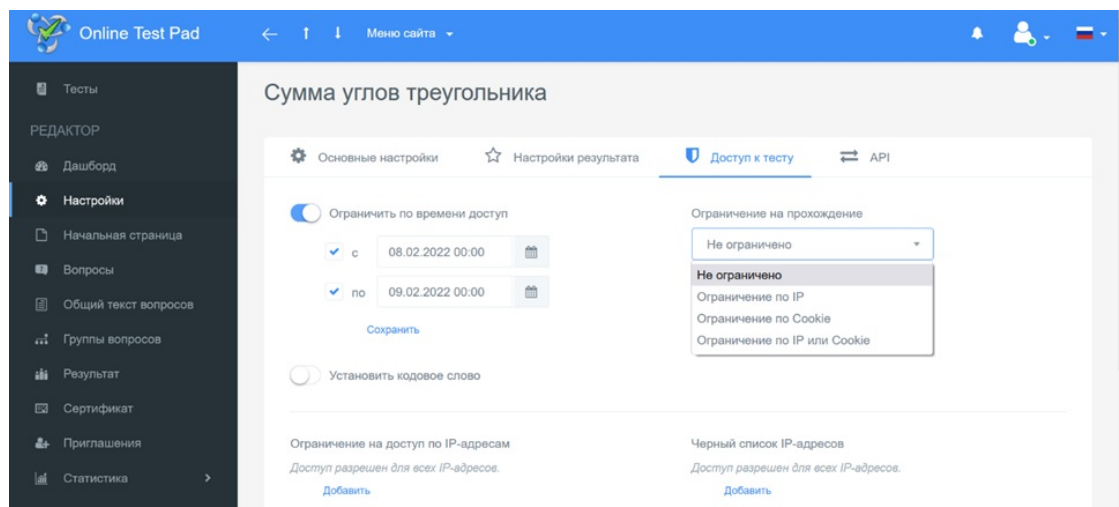 Online Test Pad
Меню сайта
Тесты
РЕДАКТОР
Дашборд
Настройки
Начальная страница
Вопросы
Общий текст вопросов
Группы вопросов
Результат
Сертификат
Приглашения
Статистика
Сумма углов треугольника
Основные настройки
Настройки результата
Доступ к тесту
API
Ограничить по времени доступ
с 08.02.2022 00:00
по 09.02.2022 00:00
Сохранить
Установить кодовое слово
Ограничение на прохождение
Не ограничено
Не ограничено
Ограничение по IP
Ограничение по Cookie
Ограничение по IP или Cookie
Ограничение на доступ по IP-адресам
Доступ разрешен для всех IP-адресов.
Добавить
Черный список IP-адресов
Доступ разрешен для всех IP-адресов.
Добавить